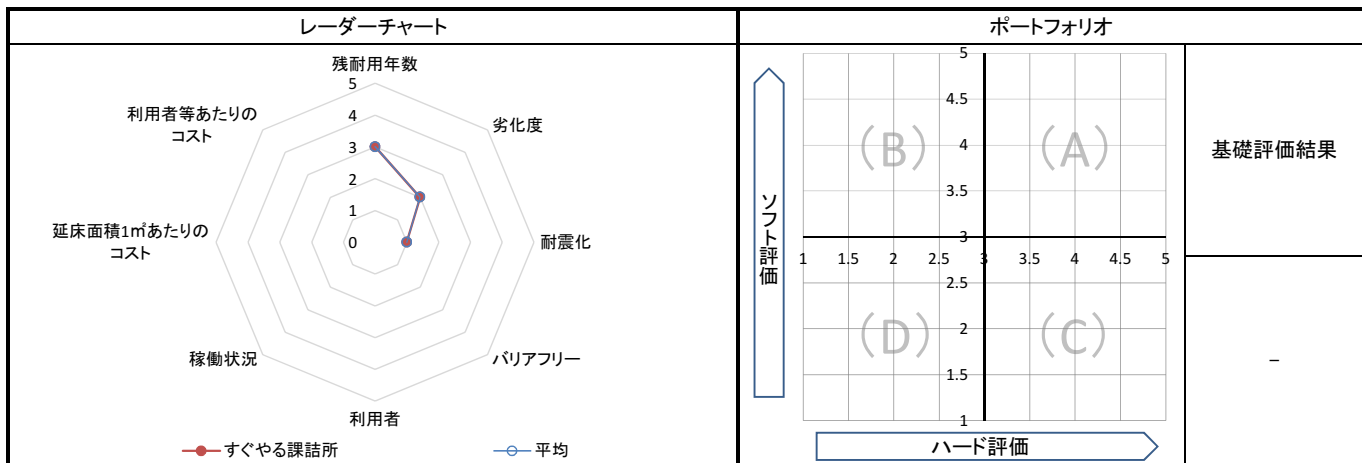 レーダーチャート
残耐用年数
5
4
3
2
1
0
劣化度
耐震化
バリアフリー
利用者
稼働状況
延床面積1㎡あたりの
コスト
利用者等あたりの
コスト
すぐやる課詰所
平均
ポートフォリオ
ソフト評価
5
4.5
4
3.5
3
2.5
2
1.5
1
1 1.5 2 2.5 3 3.5 4 4.5 5
(B)
(A)
(D)
(C)
ハード評価
基礎評価結果
–